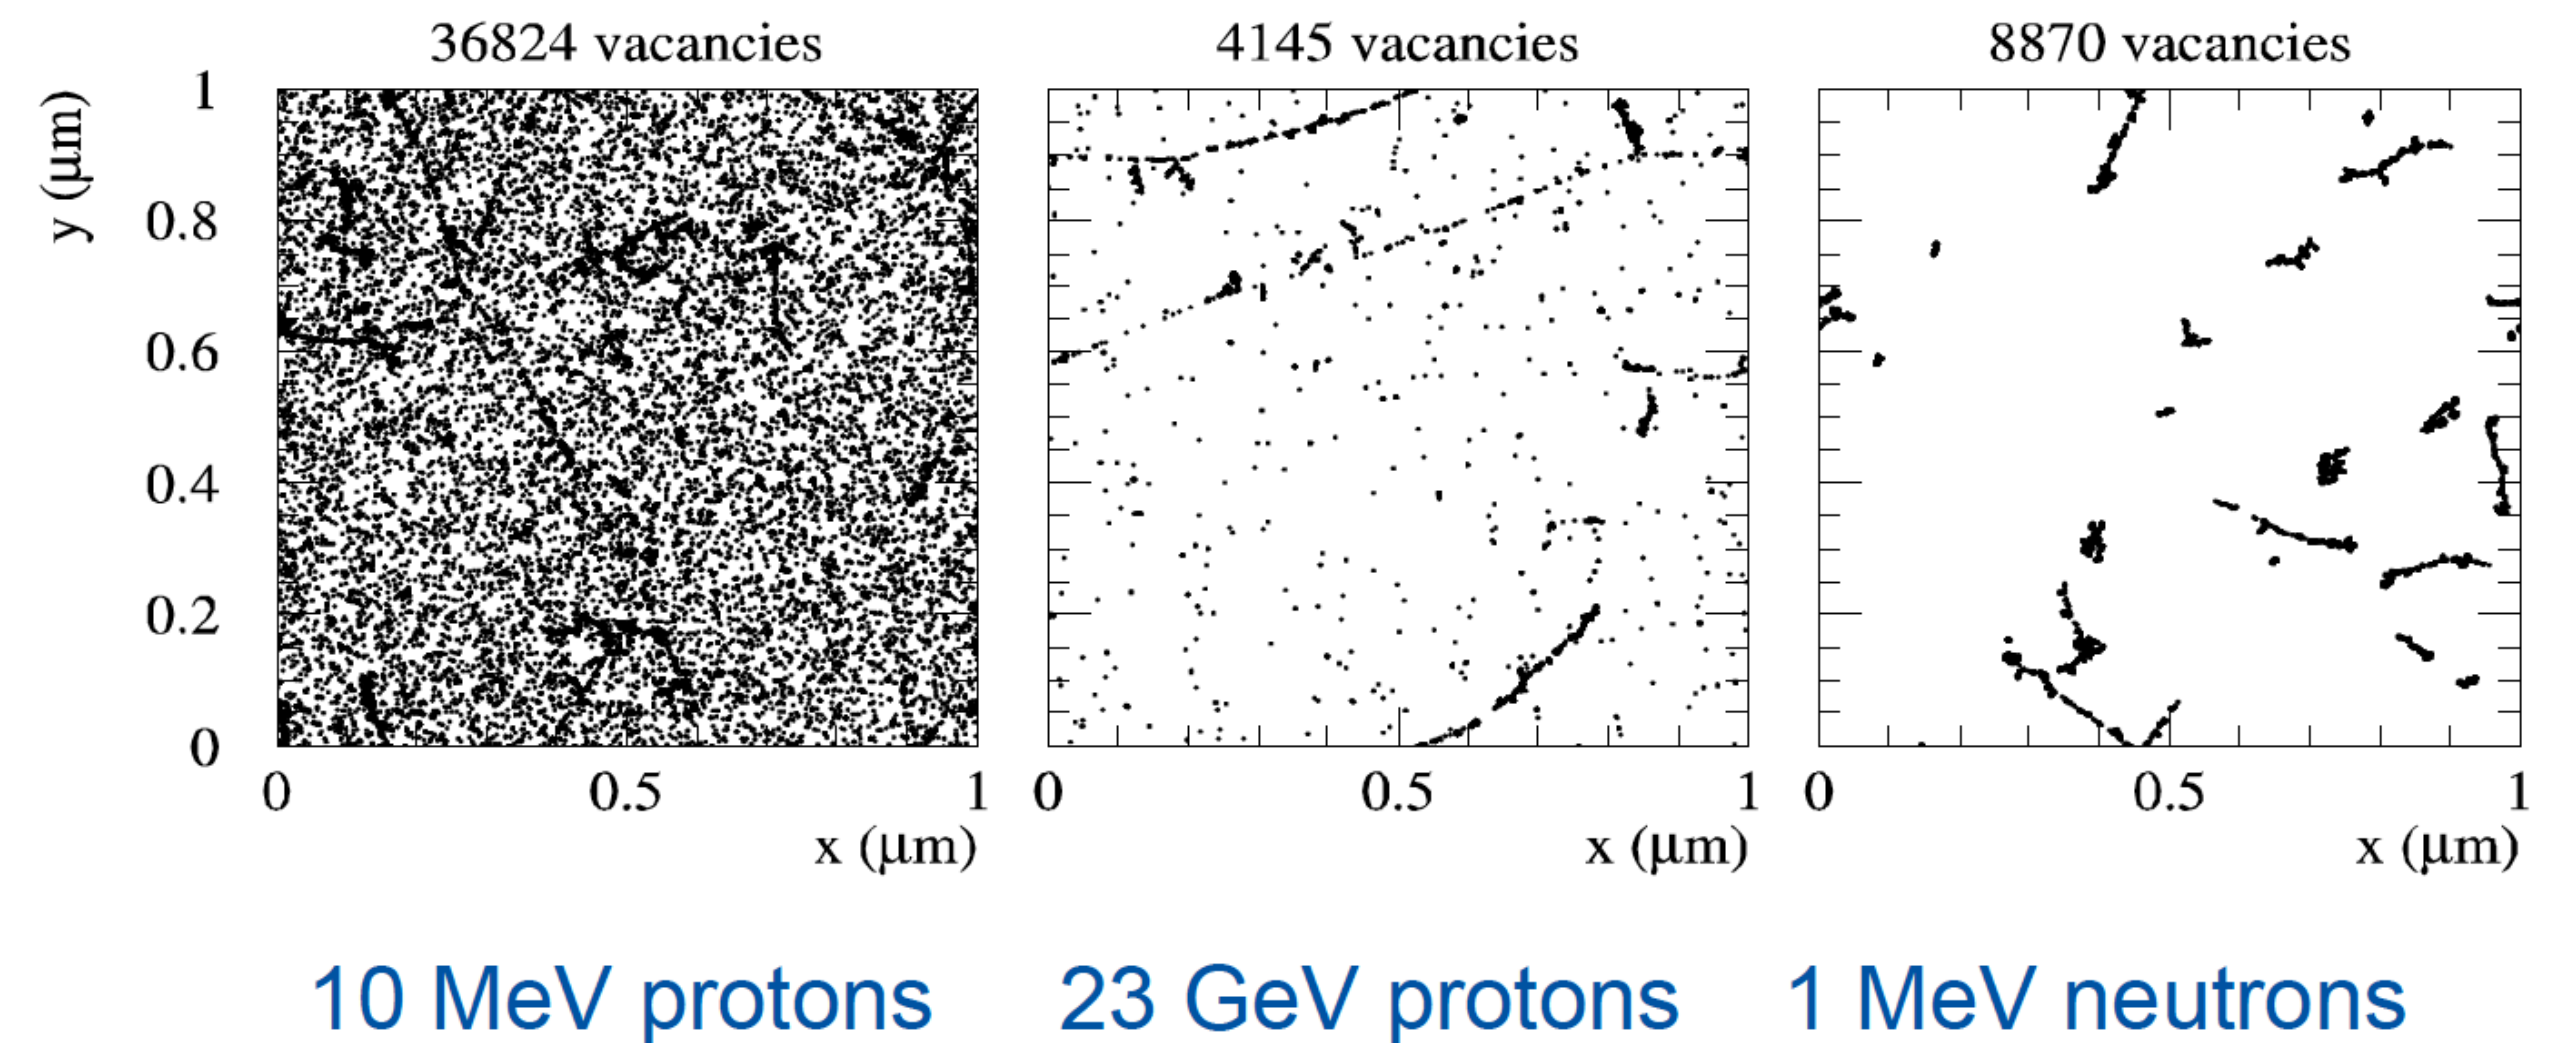 36824 vacancies
4145 vacancies
8870 vacancies
y (μm)
1
0.8
0.6
0.4
0.2
0
0
0.5
1
0
0.5
1
0
0.5
1
x (μm)
x (μm)
x (μm)
10 MeV protons
23 GeV protons
1 MeV neutrons